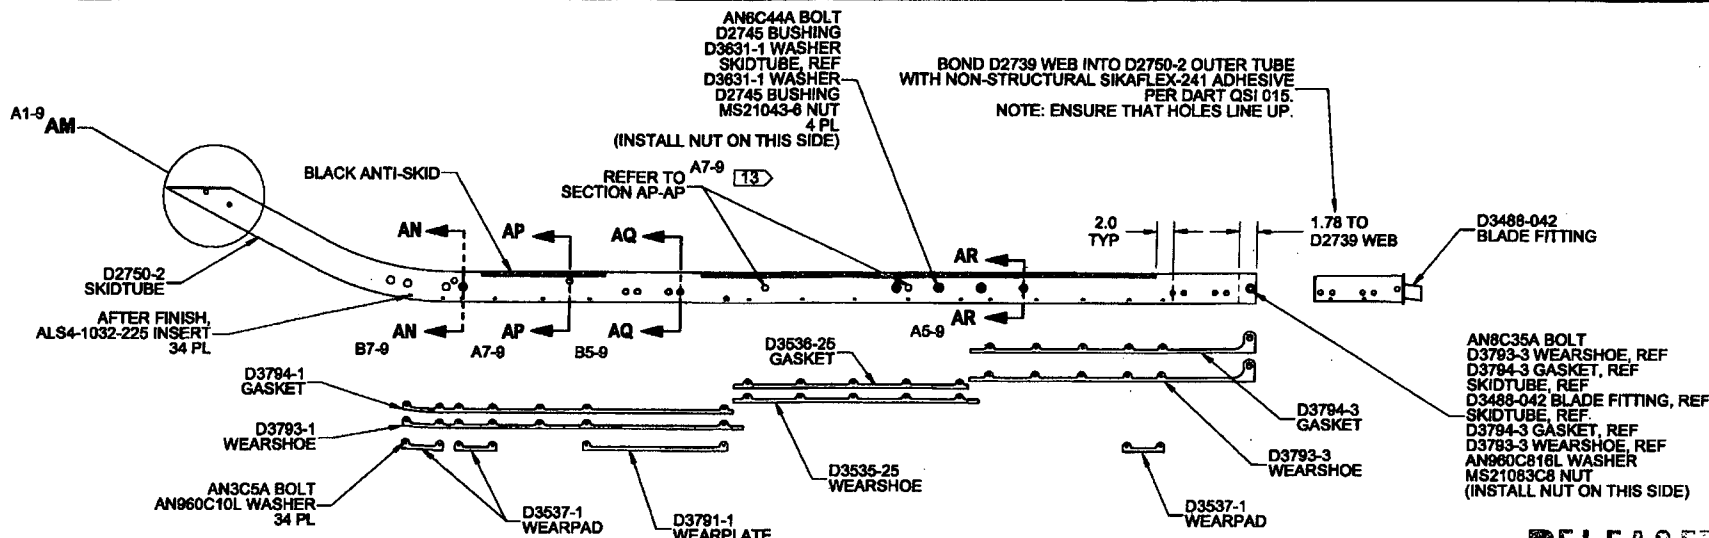 AN6C44A BOLT
D2745 BUSHING
D3631-1 WASHER
SKIDTUBE, REF
D3631-1 WASHER
D2745 BUSHING
MS21043-6 NUT
4 PL
(INSTALL NUT ON THIS SIDE)
BOND D2739 WEB INTO D2750-2 OUTER TUBE
WITH NON-STRUCTURAL SIKAFLEX-241 ADHESIVE
PER DART QSI 015.
NOTE: ENSURE THAT HOLES LINE UP.
A1-9
AM
BLACK ANTI-SKID
REFER TO
SECTION AP-AP
A7-9
13
AN
AP
AQ
AR
2.0
TYP
1.78 TO
D2739 WEB
D3488-042
BLADE FITTING
D2750-2
SKIDTUBE
AFTER FINISH,
ALS4-1032-225 INSERT
34 PL
AN
AP
AQ
AR
B7-9
A7-9
B5-9
A5-9
D3536-25
GASKET
D3794-1
GASKET
D3793-1
WEARSHOE
AN3C5A BOLT
AN960C10L WASHER
34 PL
D3537-1
WEARPAD
D3791-1
WEARPLATE
D3535-25
WEARSHOE
D3794-3
GASKET
D3793-3
WEARSHOE
D3537-1
WEARPAD
AN8C35A BOLT
D3793-3 WEARSHOE, REF
D3794-3 GASKET, REF
SKIDTUBE, REF
D3488-042 BLADE FITTING, REF
SKIDTUBE, REF.
D3794-3 GASKET, REF
D3793-3 WEARSHOE, REF
AN960C816L WASHER
MS21083C8 NUT
(INSTALL NUT ON THIS SIDE)